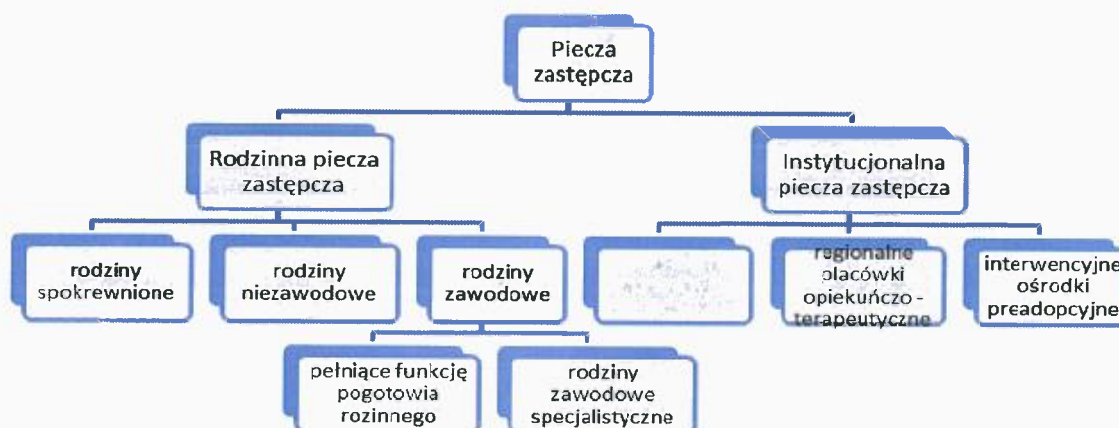 Piecza
zastępcza
Rodzinna piecza
zastępcza
Instytucjonalna
piecza zastępcza
rodziny
spokrewnione
rodziny
niezawodowe
rodziny
zawodowe
regionalne
placówki
opiekuńczo -
terapeutyczne
interwencyjne
ośrodki
preadopcyjne
pełniące funkcję
pogotowia
rozinnego
rodziny
zawodowe
specjalistyczne